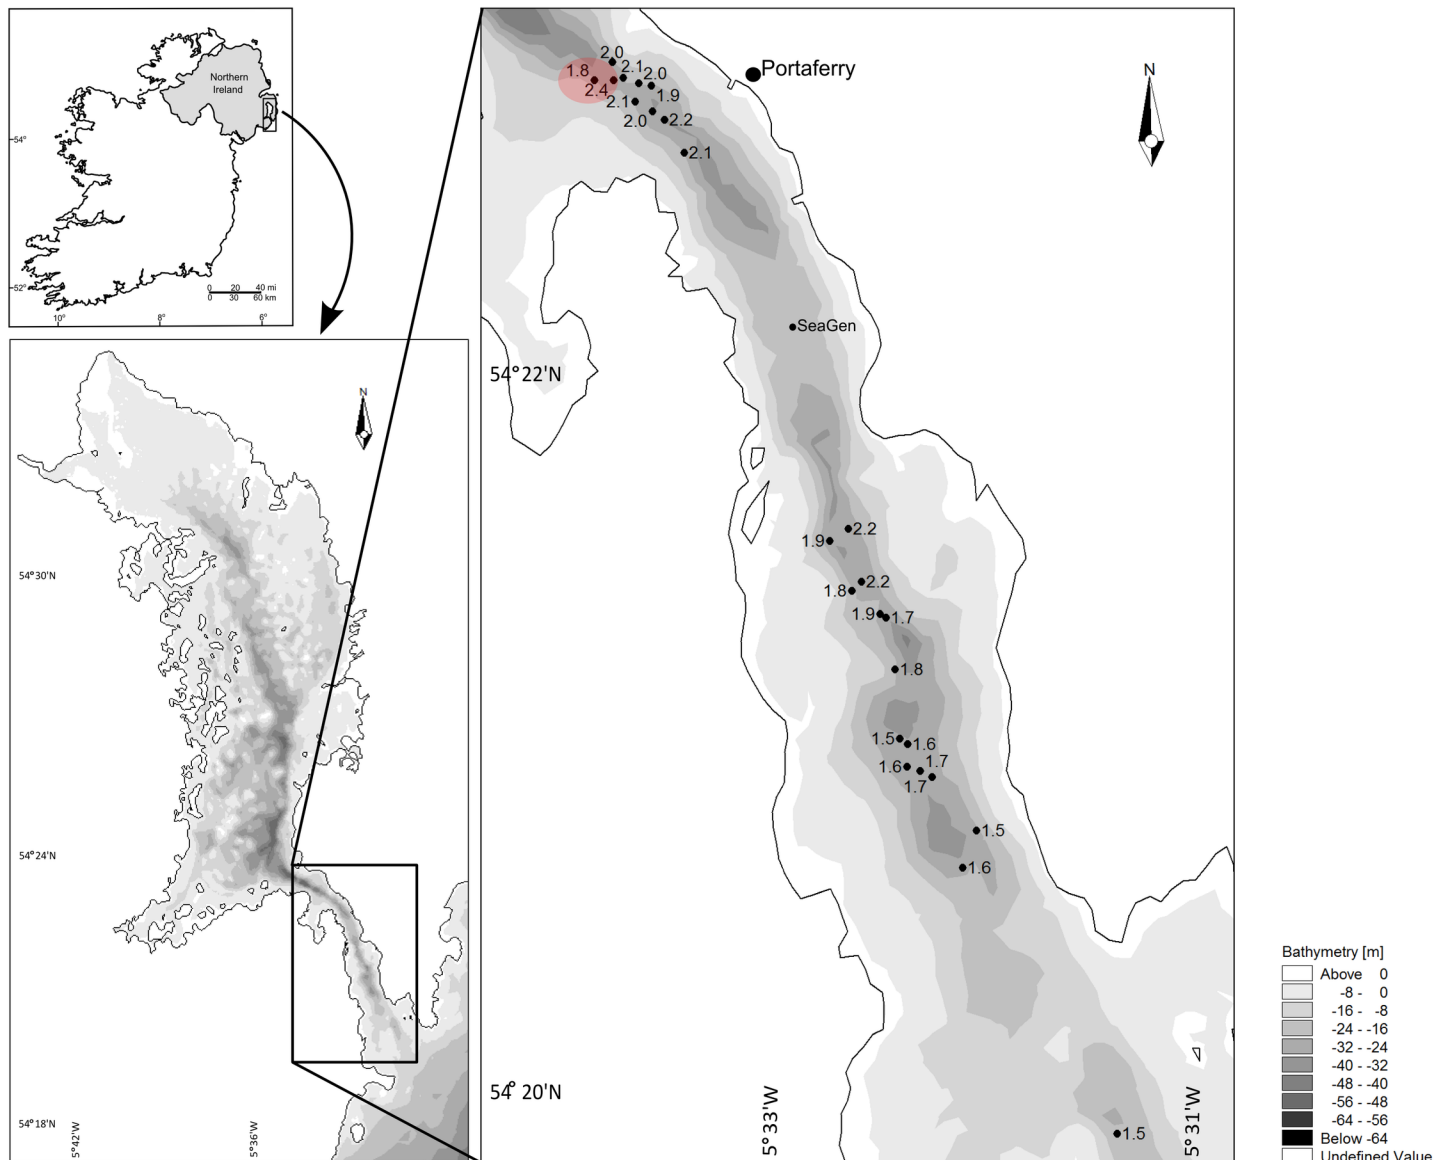 Northern
Ireland
54°
52°
0 20 40 mi
0 30 60 km
10°
8°
6°
N
54°30'N
54°24'N
54°18'N
5°42'W
5°36'W
2.0
1.8
2.1
2.0
2.4
1.9
2.1
2.0
2.2
2.1
Portaferry
N
SeaGen
54°22'N
2.2
1.9
2.2
1.8
1.9
1.7
1.8
1.5
1.6
1.6
1.7
1.7
1.5
1.6
54° 20'N
5°33'W
5°31'W
1.5
Bathymetry [m]
Above 0
-8 - 0
-16 - -8
-24 - -16
-32 - -24
-40 - -32
-48 - -40
-56 - -48
-64 - -56
Below -64
Undefined Value